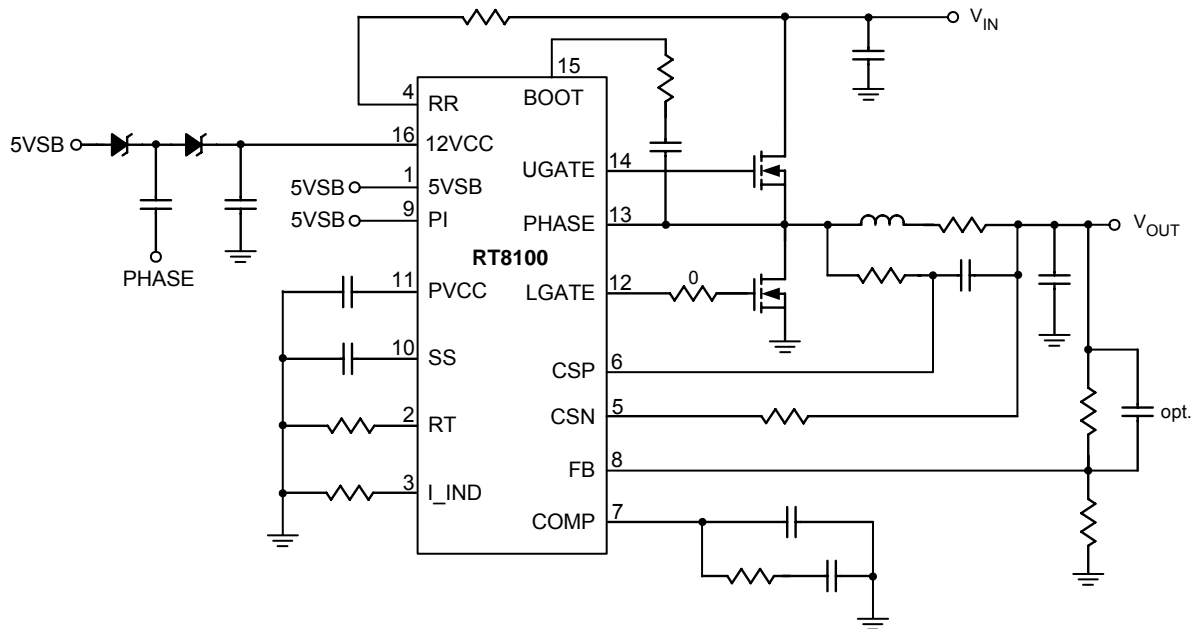 V_IN
15
BOOT
4
RR
5VSB
16
12VCC
UGATE
14
5VSB
1
5VSB
5VSB
9
PI
PHASE
13
V_OUT
PHASE
RT8100
11
PVCC
LGATE
12
0
10
SS
CSP
6
2
RT
CSN
5
opt.
FB
8
3
I_IND
COMP
7